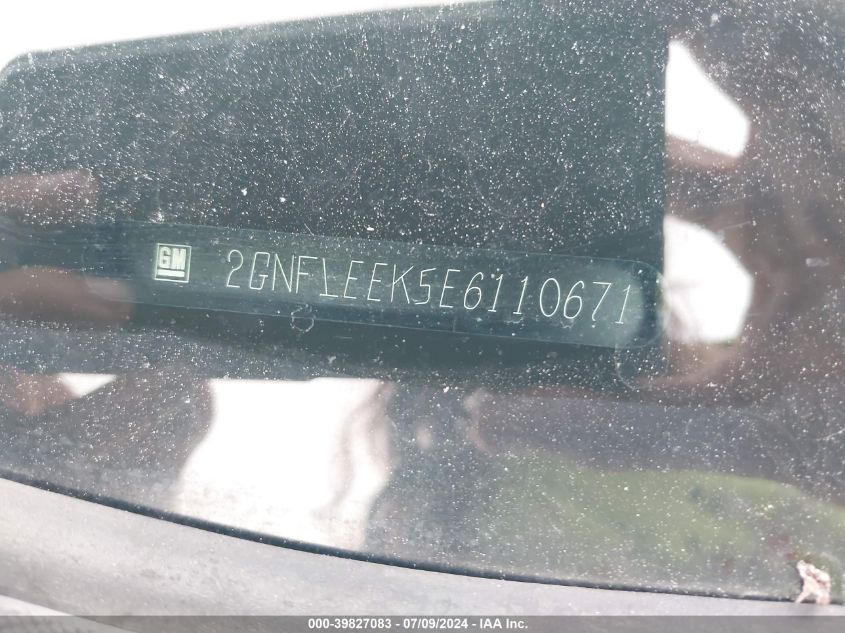 GM 2GNFLEEK5E6110671
000-39827083 / 07/09/2024 - IAA Inc.